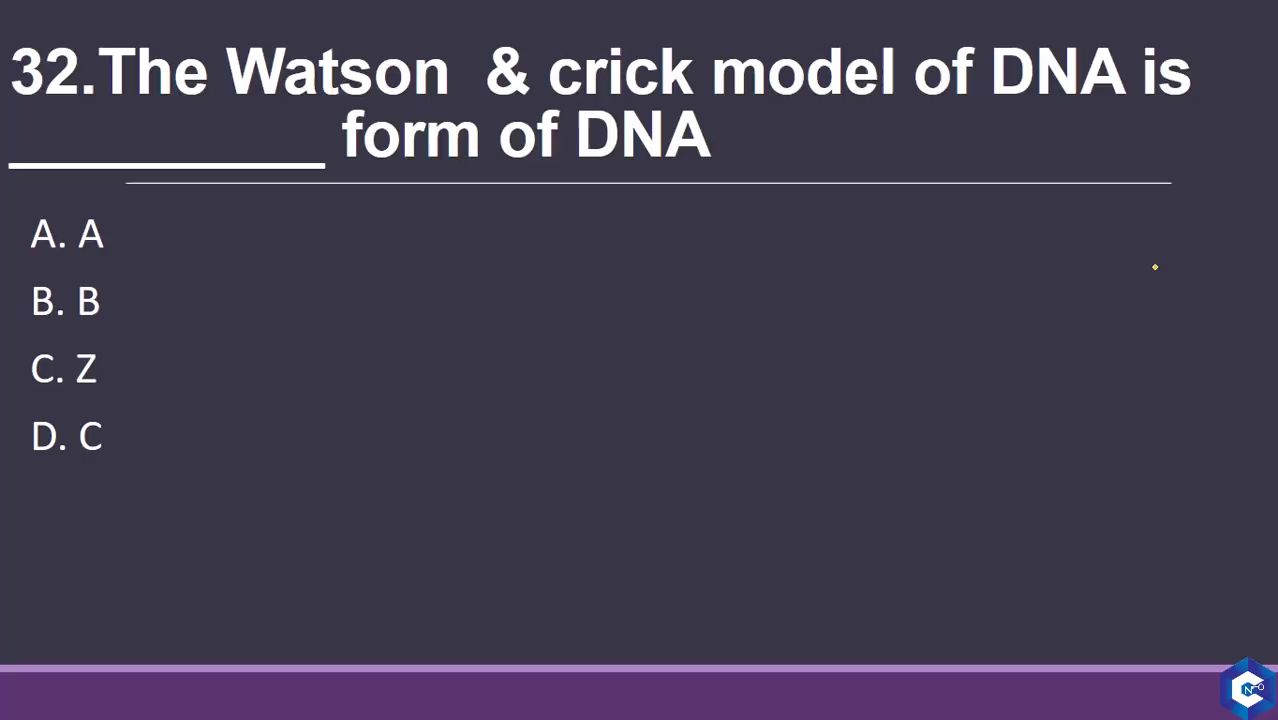 32.The Watson & crick model of DNA is
__________ form of DNA
A. A
B. B
C. Z
D. C